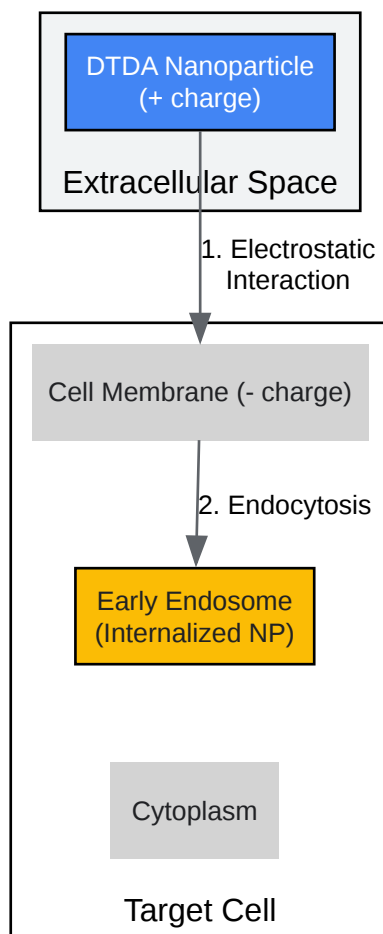 DTDA Nanoparticle
(+ charge)
Extracellular Space
1. Electrostatic
Interaction
Cell Membrane (- charge)
2. Endocytosis
Early Endosome
(Internalized NP)
Cytoplasm
Target Cell